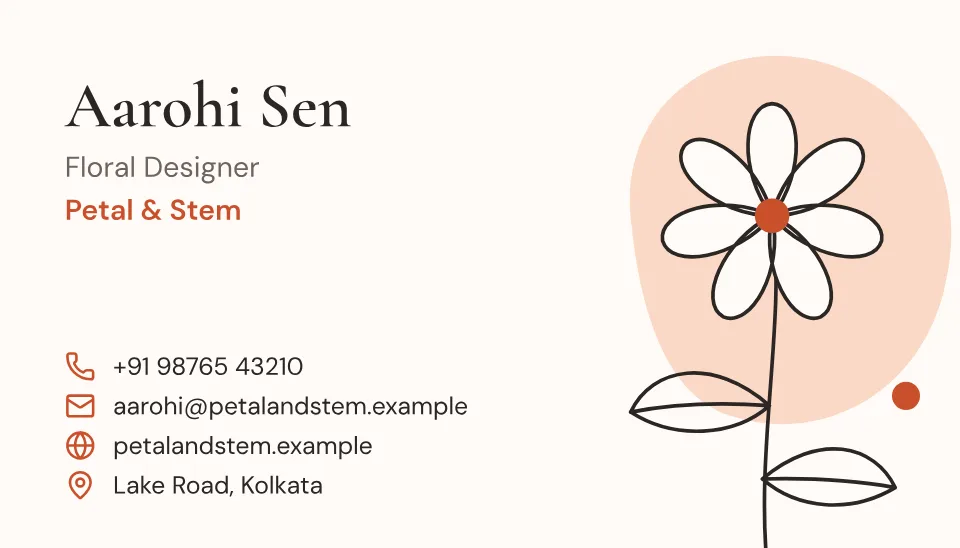 Aarohi Sen
Floral Designer
Petal & Stem
+91 98765 43210
aarohi@petalandstem.example
petalandstem.example
Lake Road, Kolkata